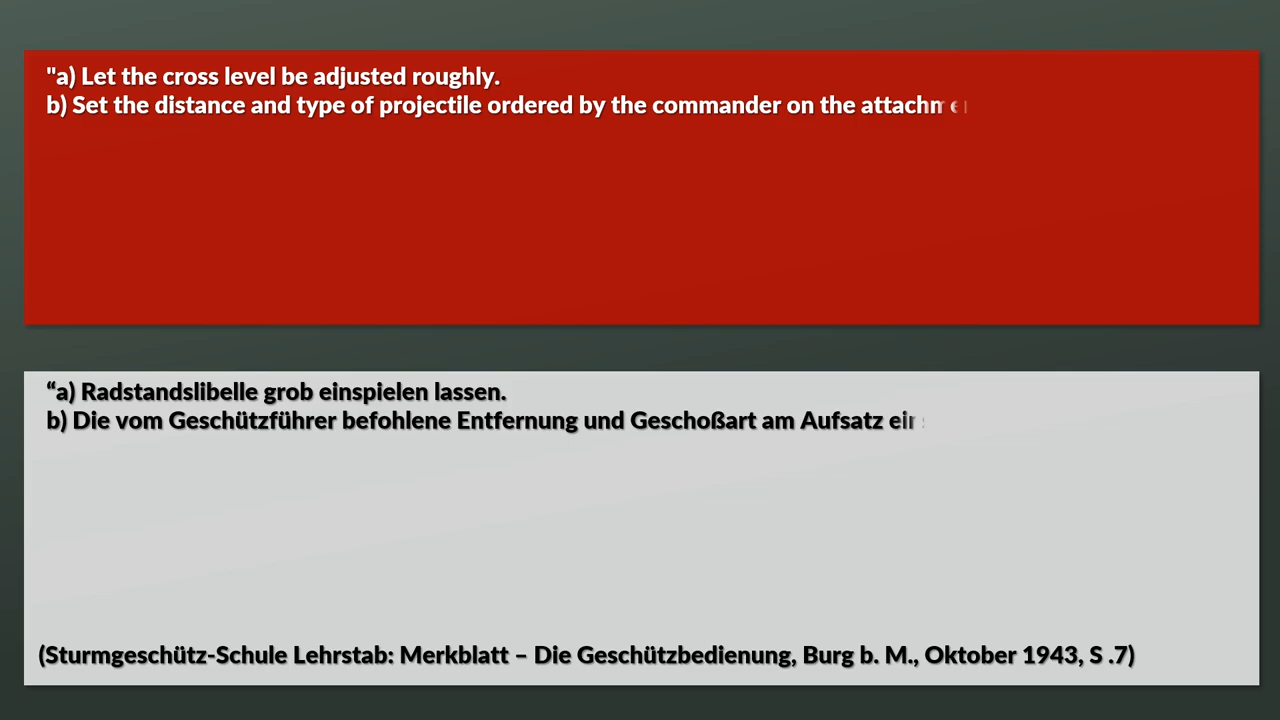 "a) Let the cross level be adjusted roughly.
b) Set the distance and type of projectile ordered by the commander on the
“a) Radstandslibelle grob einspielen lassen.
b) Die vom Geschützführer befohlene Entfernung und Geschoßart am Aufsatz
(Sturmgeschütz-Schule Lehrstab: Merkblatt – Die Geschützbedienung, Burg b. M., Oktober 1943, S .7)